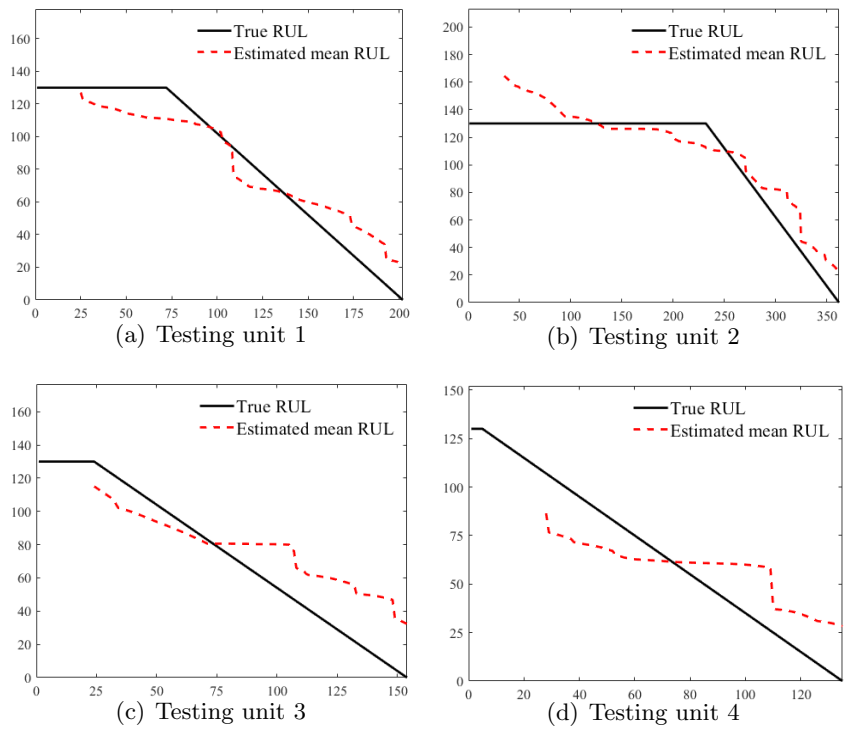 True RUL
Estimated mean RUL
160
140
120
100
80
60
40
20
0
0 25 50 75 100 125 150 175 200
(a) Testing unit 1
True RUL
Estimated mean RUL
200
180
160
140
120
100
80
60
40
20
0
50 100 150 200 250 300 350
(b) Testing unit 2
True RUL
Estimated mean RUL
160
140
120
100
80
60
40
20
0
0 25 50 75 100 125 150
(c) Testing unit 3
True RUL
Estimated mean RUL
150
125
100
75
50
25
0
20 40 60 80 100 120
(d) Testing unit 4